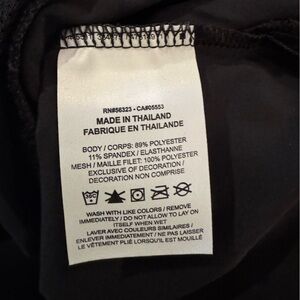 RN#56323 - CA#05553
MADE IN THAILAND
FABRIQUE EN THAILANDE
BODY / CORPS: 89% POLYESTER
11% SPANDEX / ELASTHANNE
MESH / MAILLE FILET: 100% POLYESTER
EXCLUSIVE OF DECORATION
DECORATION NON COMPRISE
WASH WITH LIKE COLORS / REMOVE
IMMEDIATELY / DO NOT ALLOW TO LAY ON
ITSELF WHEN WET
LAVER AVEC COULEURS SIMILAIRES /
ENLEVER IMMEDIATEMENT / NE PAS LAISSER
LE VÊTEMENT PLIÉ LORSQU'IL EST MOUILLÉ